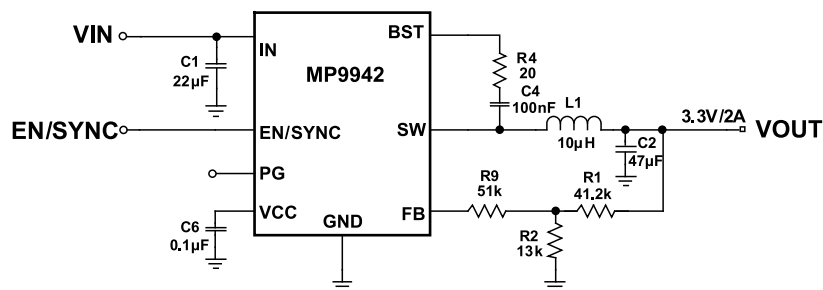 VIN
C1
22µF
IN
BST
MP9942
R4
20
C4
100nF
L1
10µH
3.3V/2A
VOUT
EN/SYNC
EN/SYNC
SW
C2
47µF
PG
R9
51k
R1
41.2k
VCC
FB
GND
C6
0.1µF
R2
13k